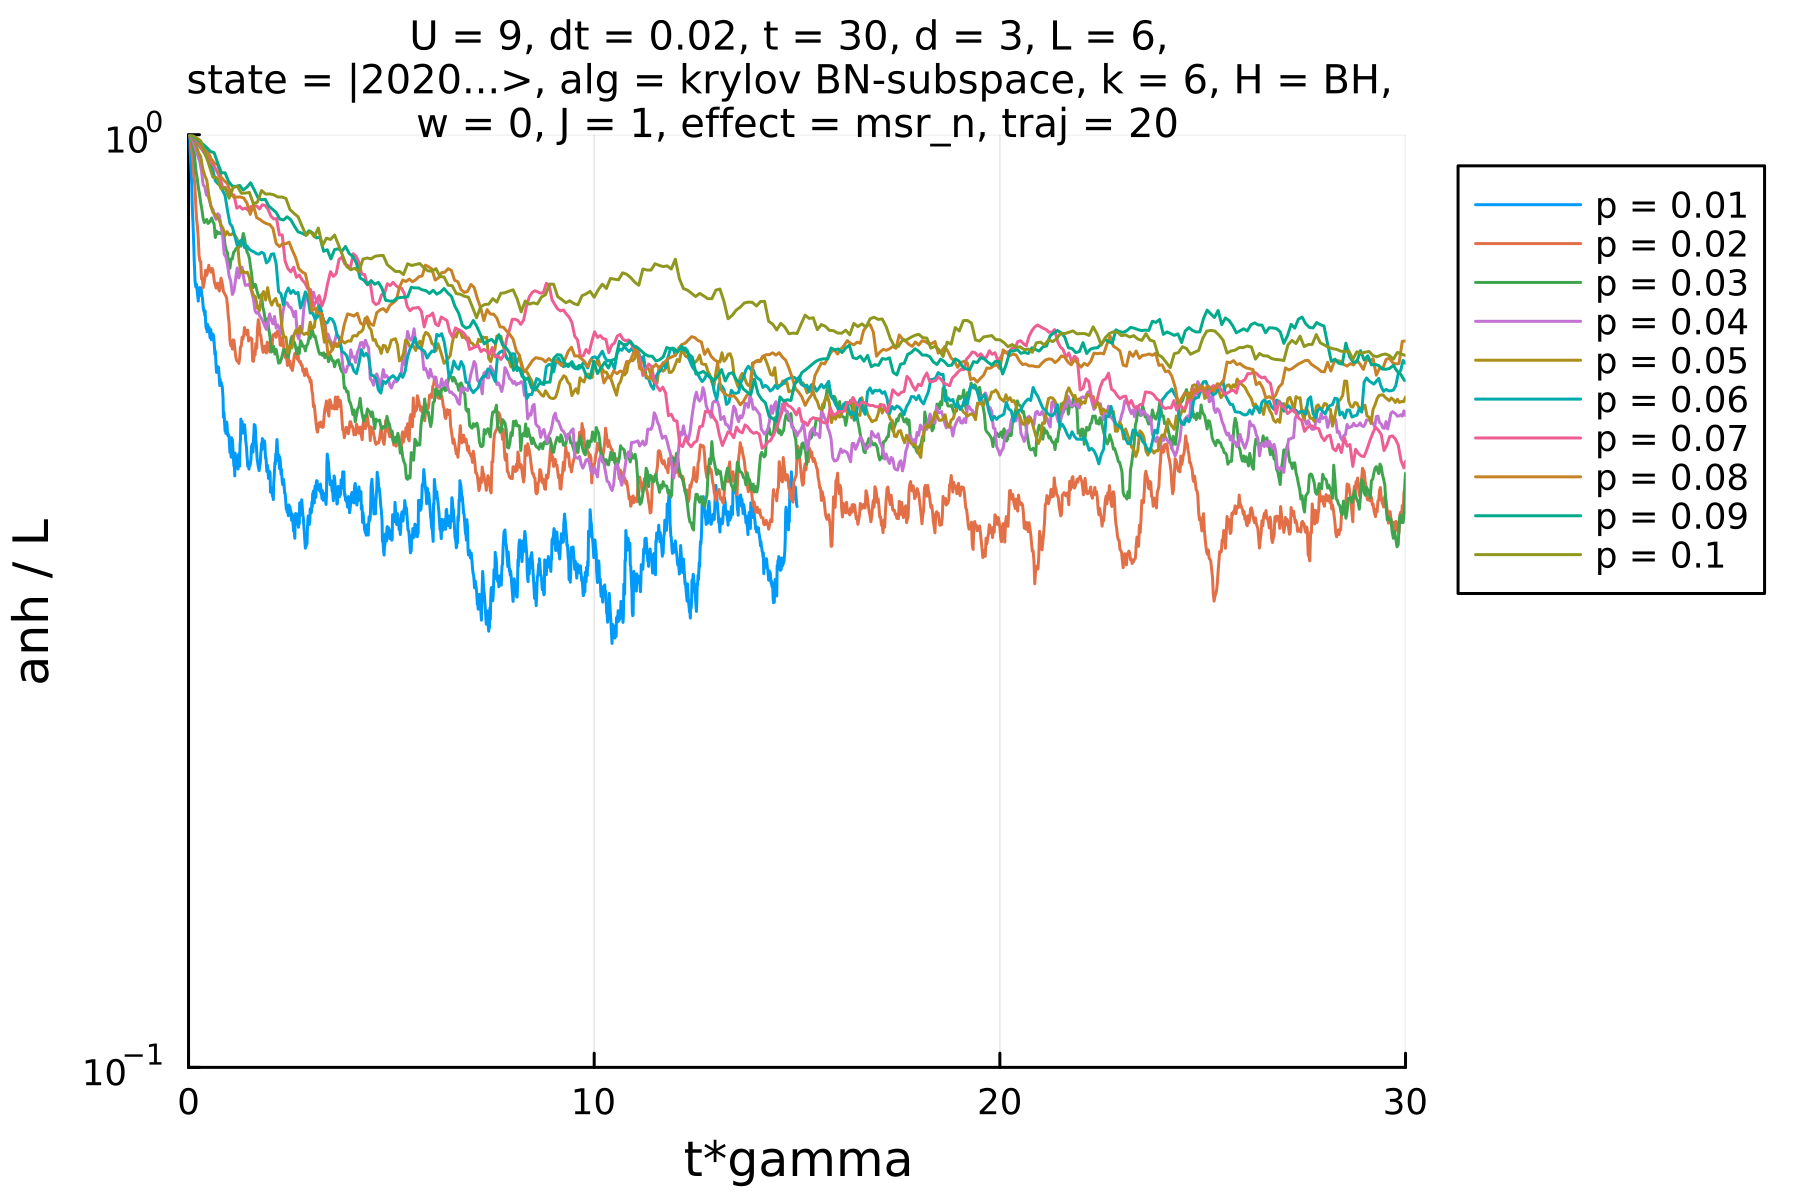 U = 9, dt = 0.02, t = 30, d = 3, L = 6,
state = |2020...>, alg = krylov BN-subspace, k = 6, H = BH,
w = 0, J = 1, effect = msr_n, traj = 20
10⁰
10⁻¹
anh / L
0 10 20 30
t*gamma
p = 0.01
p = 0.02
p = 0.03
p = 0.04
p = 0.05
p = 0.06
p = 0.07
p = 0.08
p = 0.09
p = 0.1